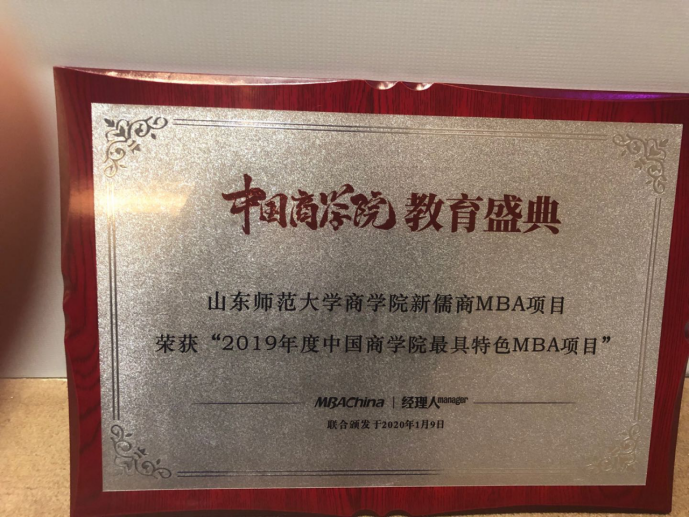 中国商学院 教育盛典
山东师范大学商学院新儒商MBA项目
荣获“2019年度中国商学院最具特色MBA项目”
MBAChina | 经理人manager
联合颁发于2020年1月9日